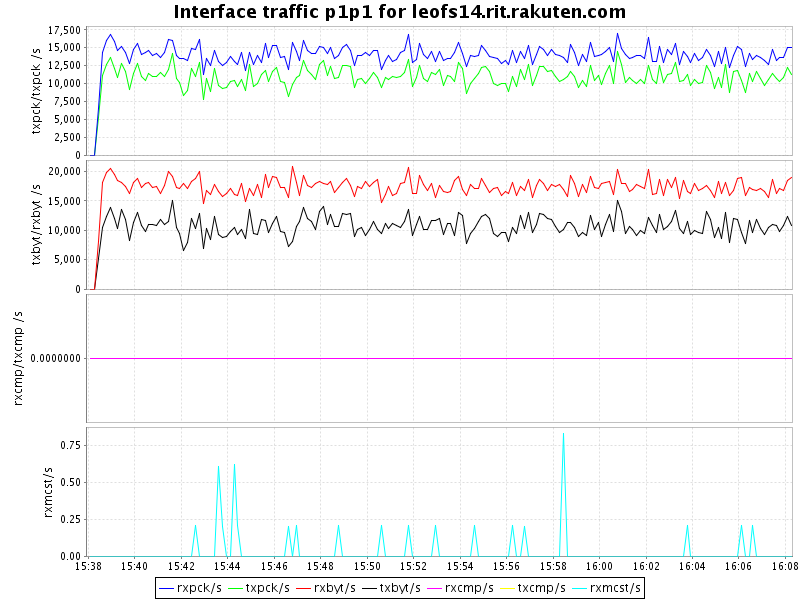 Interface traffic p1p1 for leofs14.rit.rakuten.com
txpck/txpck /s
17,500
15,000
12,500
10,000
7,500
5,000
2,500
0
txbyt/rxbyt /s
20,000
15,000
10,000
5,000
0
rxcmp/txcmp /s
0.0000000
rxmcst/s
0.75
0.50
0.25
0.00
15:38 15:40 15:42 15:44 15:46 15:48 15:50 15:52 15:54 15:56 15:58 16:00 16:02 16:04 16:06 16:08
rxpck/s txpck/s rxbyt/s txbyt/s rxcmp/s txcmp/s rxmcst/s